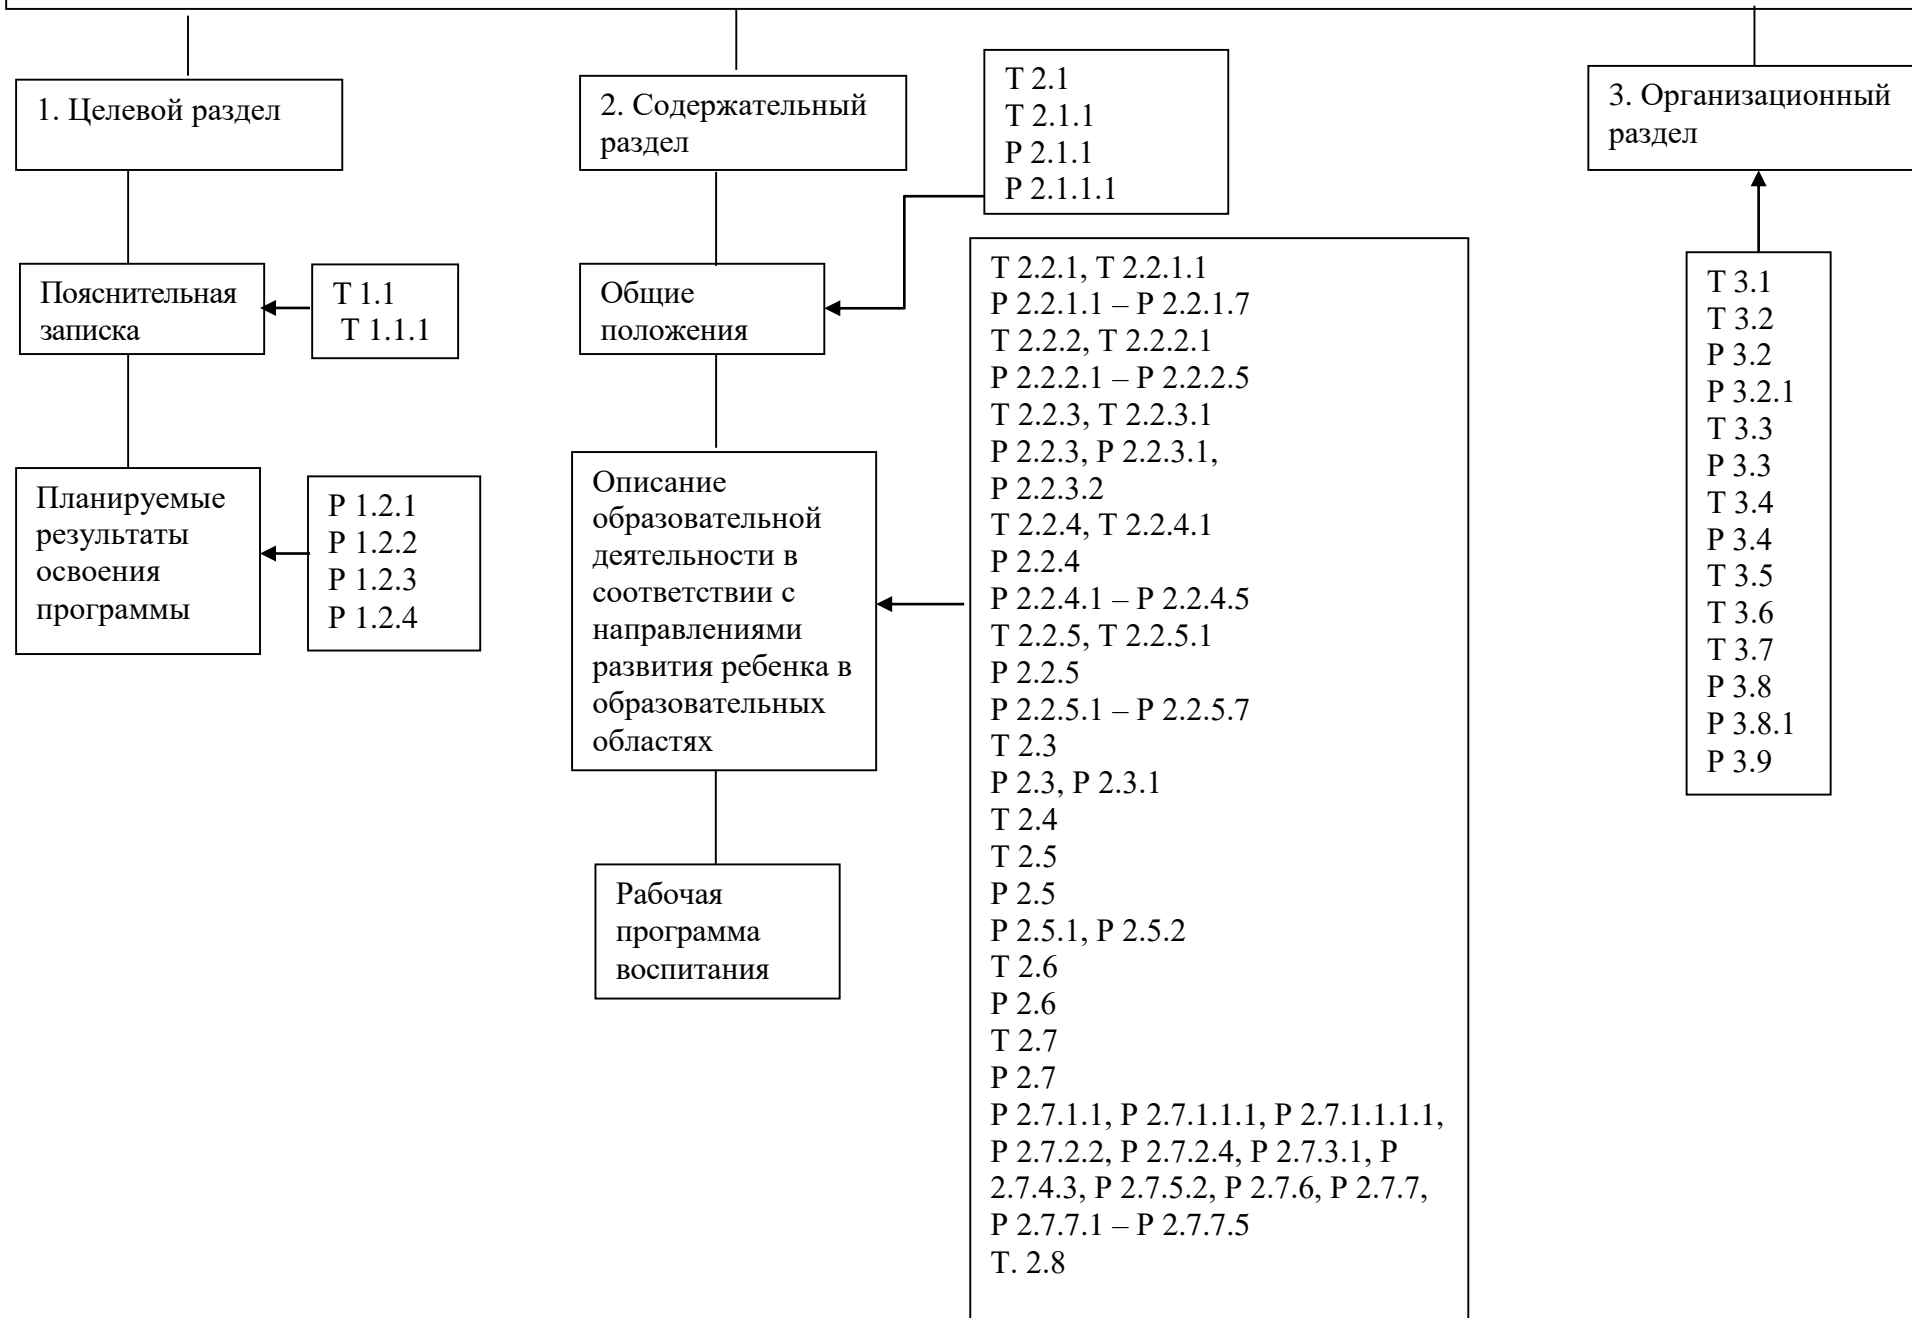 1. Целевой раздел
Пояснительная
записка
Т 1.1
Т 1.1.1
Планируемые
результаты
освоения
программы
Р 1.2.1
Р 1.2.2
Р 1.2.3
Р 1.2.4
2. Содержательный
раздел
Т 2.1
Т 2.1.1
Р 2.1.1
Р 2.1.1.1
Общие
положения
Описание
образовательной
деятельности в
соответствии с
направлениями
развития ребенка в
образовательных
областях
Т 2.2.1, Т 2.2.1.1
Р 2.2.1.1 – Р 2.2.1.7
Т 2.2.2, Т 2.2.2.1
Р 2.2.2.1 – Р 2.2.2.5
Т 2.2.3, Т 2.2.3.1
Р 2.2.3, Р 2.2.3.1,
Р 2.2.3.2
Т 2.2.4, Т 2.2.4.1
Р 2.2.4
Р 2.2.4.1 – Р 2.2.4.5
Т 2.2.5, Т 2.2.5.1
Р 2.2.5
Р 2.2.5.1 – Р 2.2.5.7
Т 2.3
Р 2.3, Р 2.3.1
Т 2.4
Т 2.5
Р 2.5
Р 2.5.1, Р 2.5.2
Т 2.6
Р 2.6
Т 2.7
Р 2.7
Р 2.7.1.1, Р 2.7.1.1.1, Р 2.7.1.1.1.1,
Р 2.7.2.2, Р 2.7.2.4, Р 2.7.3.1, Р
2.7.4.3, Р 2.7.5.2, Р 2.7.6, Р 2.7.7,
Р 2.7.7.1 – Р 2.7.7.5
Т. 2.8
Рабочая
программа
воспитания
3. Организационный
раздел
Т 3.1
Т 3.2
Р 3.2
Р 3.2.1
Т 3.3
Р 3.3
Т 3.4
Р 3.4
Т 3.5
Т 3.6
Т 3.7
Р 3.8
Р 3.8.1
Р 3.9